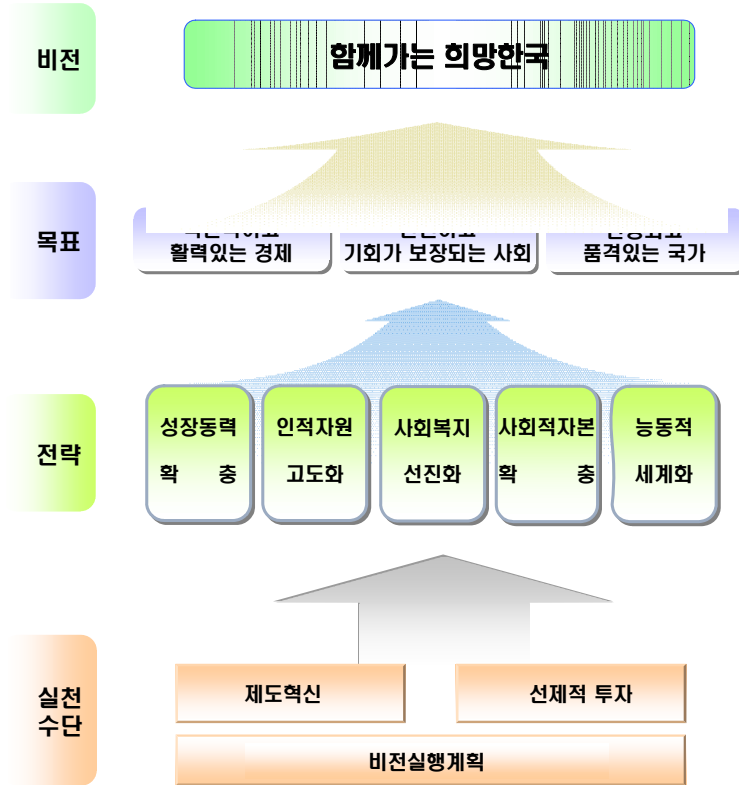 비전
함께가는 희망한국
목표
활력있는 경제
기회가 보장되는 사회
품격있는 국가
전략
성장동력
확 충
인적자원
고도화
사회복지
선진화
사회적자본
확 충
능동적
세계화
실천
수단
제도혁신
선제적 투자
비전실행계획